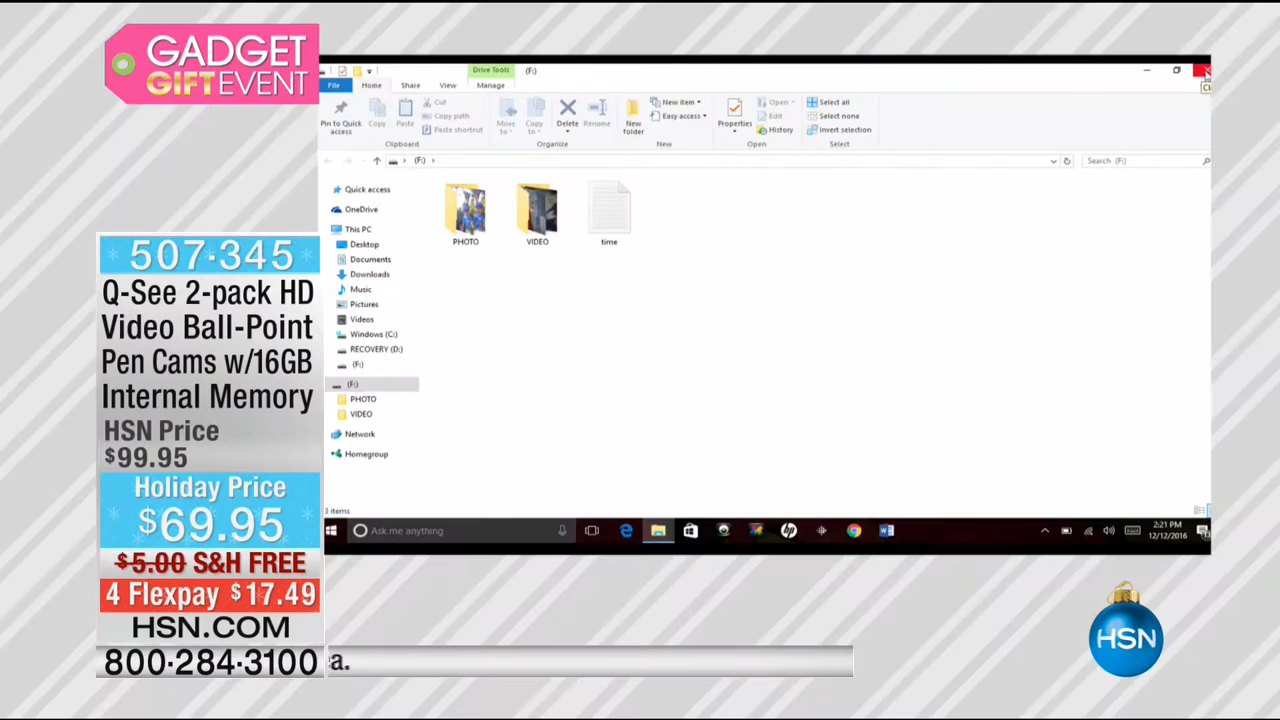 GADGET
GIFT EVENT
507·345
Q-See 2-pack HD
Video Ball-Point
Pen Cams w/16GB
Internal Memory
HSN Price
$99.95
Holiday Price
$69.95
$5.00 S&H FREE
4 Flexpay $17.49
HSN.COM
800·284·3100
a.
Drive Tools
(F:)
File
Home
Share
View
Manage
Pin to Quick
access
Copy
Paste
Cut
Copy path
Paste shortcut
Clipboard
Move
to
Copy
to
Delete
Rename
Organize
New
folder
New item
Easy access
New
Properties
Open
Edit
History
Open
Select all
Select none
Invert selection
Select
(F:)
Search (F:)
Quick access
OneDrive
This PC
Desktop
Documents
Downloads
Music
Pictures
Videos
Windows (C:)
RECOVERY (D:)
(F:)
(F:)
PHOTO
VIDEO
Network
Homegroup
PHOTO
VIDEO
time
3 items
Ask me anything
hp
2:21 PM
12/12/2016
HSN